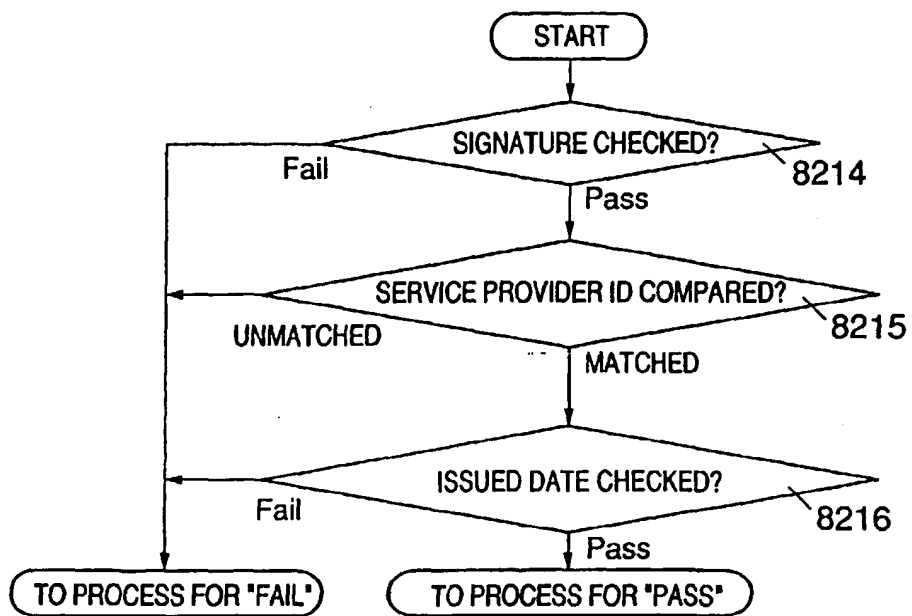 START
SIGNATURE CHECKED?
Fail
8214
Pass
SERVICE PROVIDER ID COMPARED?
UNMATCHED
8215
MATCHED
ISSUED DATE CHECKED?
Fail
8216
Pass
TO PROCESS FOR "FAIL"
TO PROCESS FOR "PASS"